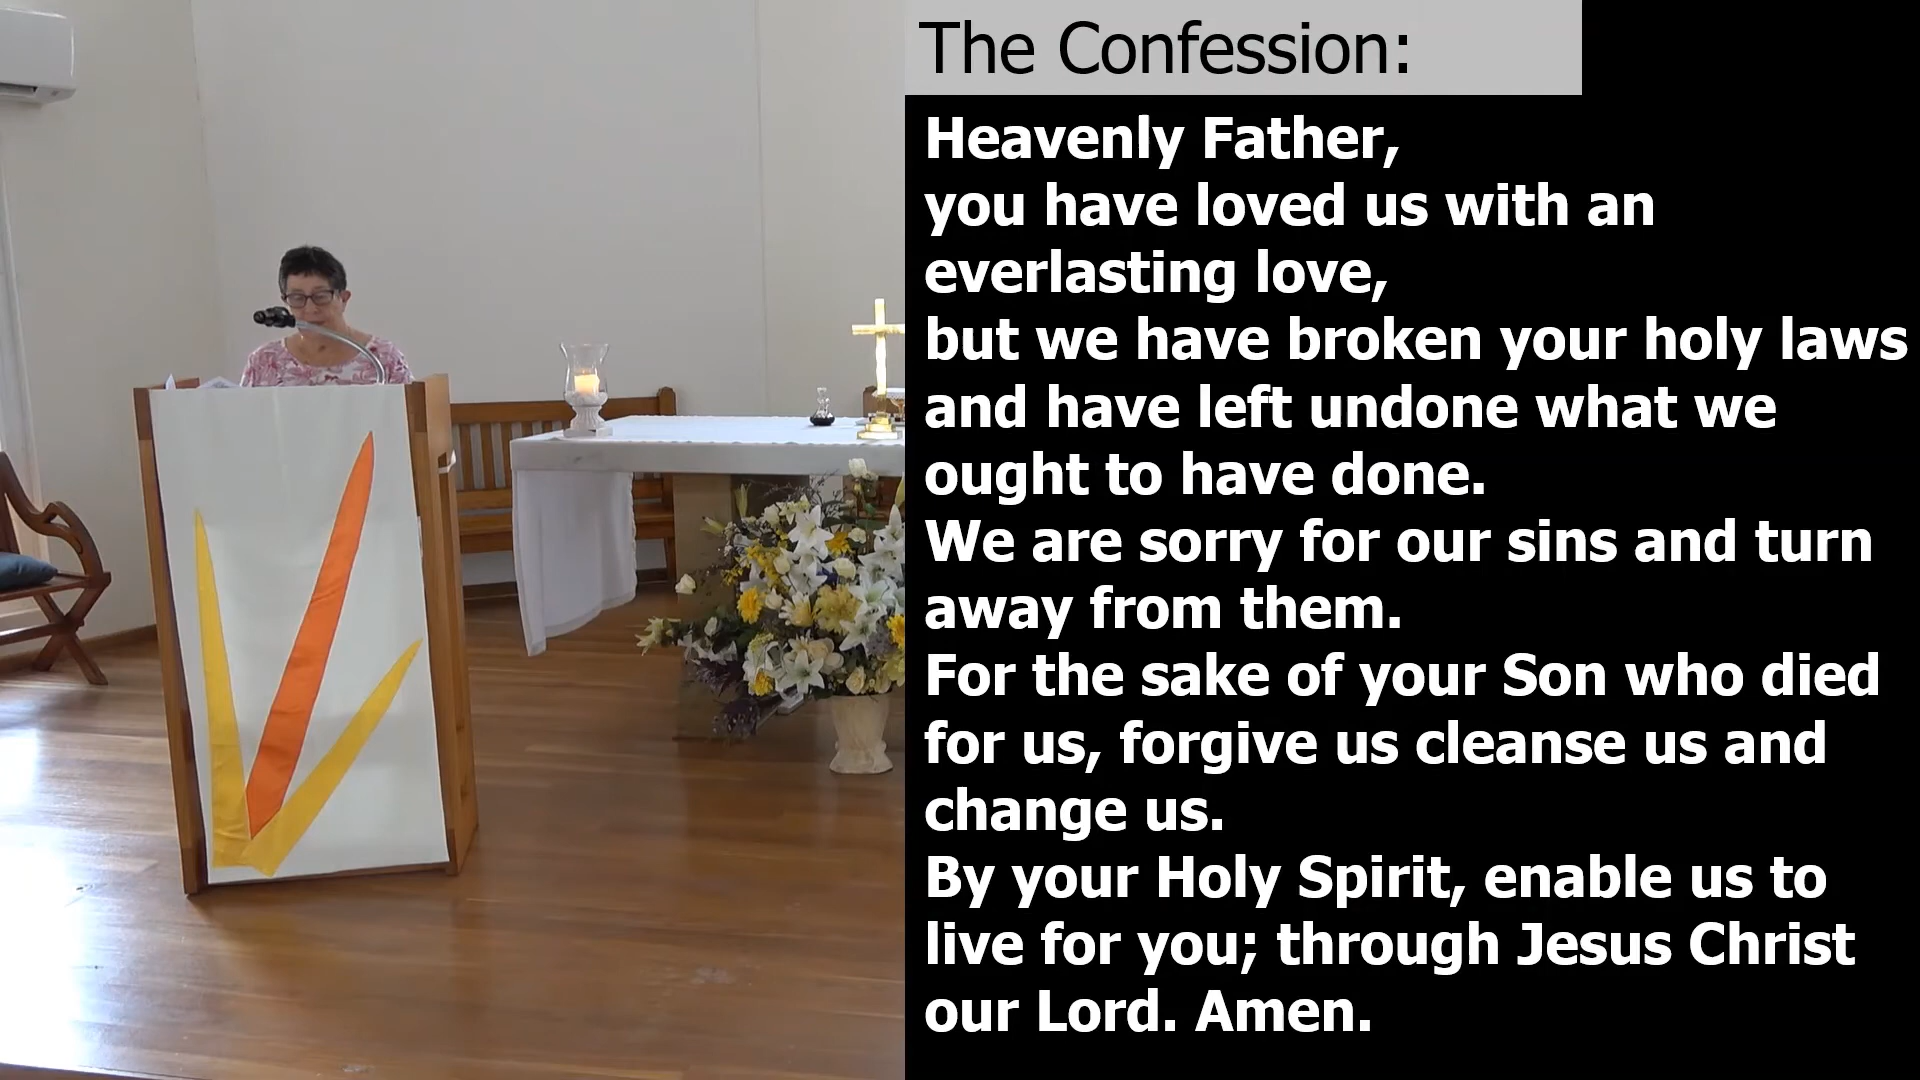 The Confession:
Heavenly Father,
you have loved us with an
everlasting love,
but we have broken your holy laws
and have left undone what we
ought to have done.
We are sorry for our sins and turn
away from them.
For the sake of your Son who died
for us, forgive us cleanse us and
change us.
By your Holy Spirit, enable us to
live for you; through Jesus Christ
our Lord. Amen.